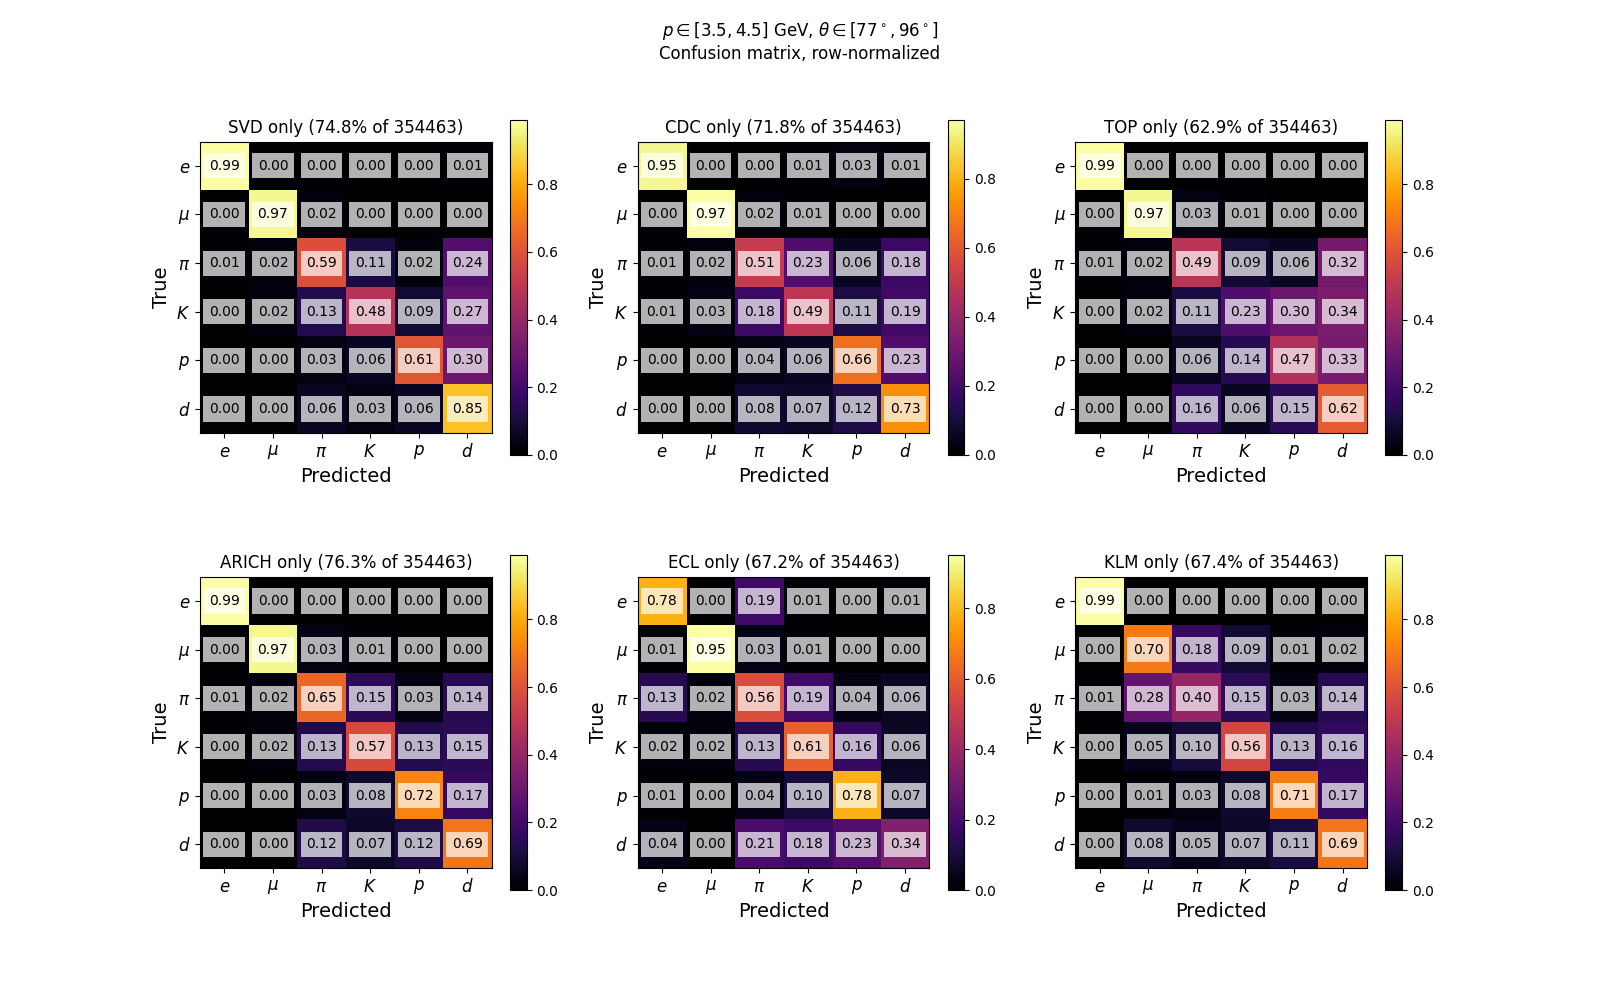 p ∈ [3.5, 4.5] GeV, θ ∈ [77°, 96°]
Confusion matrix, row-normalized
SVD only (74.8% of 354463)
e 0.99 0.00 0.00 0.00 0.00 0.01
μ 0.00 0.97 0.02 0.00 0.00 0.00
π 0.01 0.02 0.59 0.11 0.02 0.24
K 0.00 0.02 0.13 0.48 0.09 0.27
p 0.00 0.00 0.03 0.06 0.61 0.30
d 0.00 0.00 0.06 0.03 0.06 0.85
e μ π K p d
Predicted
True
0.8
0.6
0.4
0.2
0.0
CDC only (71.8% of 354463)
e 0.95 0.00 0.00 0.01 0.03 0.01
μ 0.00 0.97 0.02 0.01 0.00 0.00
π 0.01 0.02 0.51 0.23 0.06 0.18
K 0.01 0.03 0.18 0.49 0.11 0.19
p 0.00 0.00 0.04 0.06 0.66 0.23
d 0.00 0.00 0.08 0.07 0.12 0.73
e μ π K p d
Predicted
True
0.8
0.6
0.4
0.2
0.0
TOP only (62.9% of 354463)
e 0.99 0.00 0.00 0.00 0.00 0.00
μ 0.00 0.97 0.03 0.01 0.00 0.00
π 0.01 0.02 0.49 0.09 0.06 0.32
K 0.00 0.02 0.11 0.23 0.30 0.34
p 0.00 0.00 0.06 0.14 0.47 0.33
d 0.00 0.00 0.16 0.06 0.15 0.62
e μ π K p d
Predicted
True
0.8
0.6
0.4
0.2
0.0
ARICH only (76.3% of 354463)
e 0.99 0.00 0.00 0.00 0.00 0.00
μ 0.00 0.97 0.03 0.01 0.00 0.00
π 0.01 0.02 0.65 0.15 0.03 0.14
K 0.00 0.02 0.13 0.57 0.13 0.15
p 0.00 0.00 0.03 0.08 0.72 0.17
d 0.00 0.00 0.12 0.07 0.12 0.69
e μ π K p d
Predicted
True
0.8
0.6
0.4
0.2
0.0
ECL only (67.2% of 354463)
e 0.78 0.00 0.19 0.01 0.00 0.01
μ 0.01 0.95 0.03 0.01 0.00 0.00
π 0.13 0.02 0.56 0.19 0.04 0.06
K 0.02 0.02 0.13 0.61 0.16 0.06
p 0.01 0.00 0.04 0.10 0.78 0.07
d 0.04 0.00 0.21 0.18 0.23 0.34
e μ π K p d
Predicted
True
0.8
0.6
0.4
0.2
0.0
KLM only (67.4% of 354463)
e 0.99 0.00 0.00 0.00 0.00 0.00
μ 0.00 0.70 0.18 0.09 0.01 0.02
π 0.01 0.28 0.40 0.15 0.03 0.14
K 0.00 0.05 0.10 0.56 0.13 0.16
p 0.00 0.01 0.03 0.08 0.71 0.17
d 0.00 0.08 0.05 0.07 0.11 0.69
e μ π K p d
Predicted
True
0.8
0.6
0.4
0.2
0.0